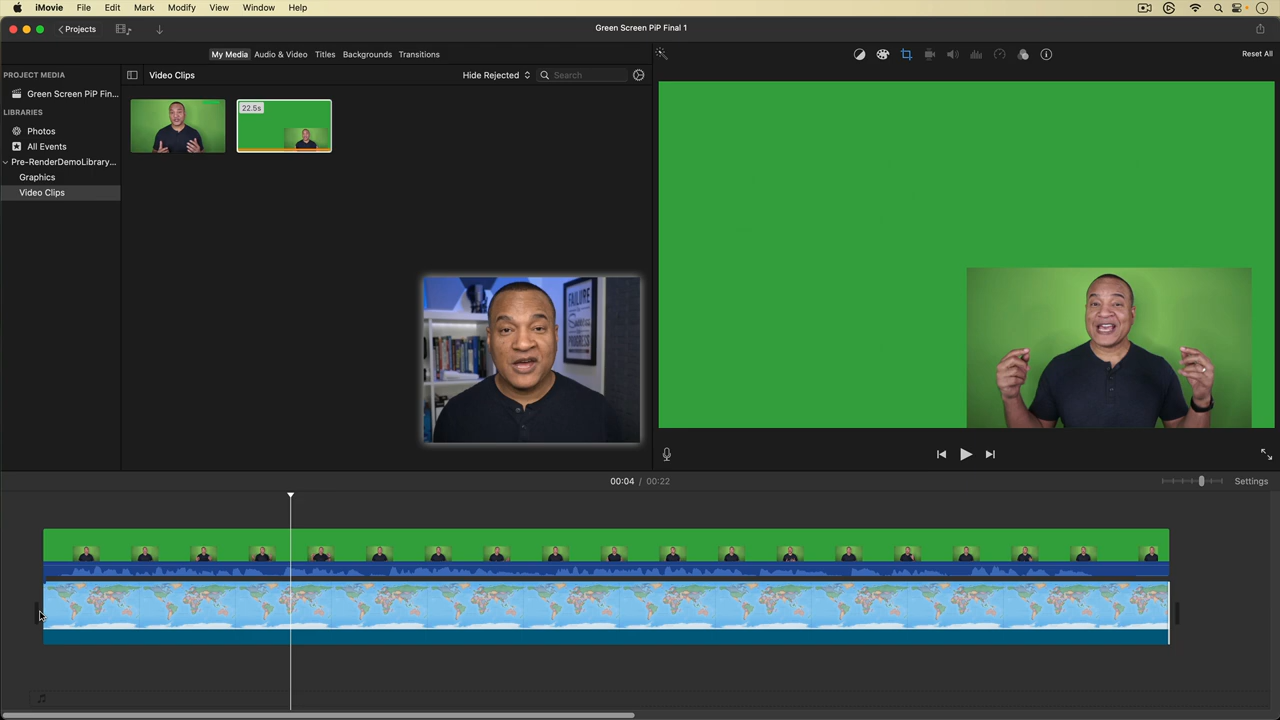 iMovie File Edit Mark Modify View Window Help
Projects
Green Screen PiP Final 1
My Media Audio & Video Titles Backgrounds Transitions
Reset All
PROJECT MEDIA
Video Clips
Hide Rejected
Search
Green Screen PiP Fin...
LIBRARIES
Photos
All Events
Pre-RenderDemoLibrary...
Graphics
Video Clips
22.5s
FAILURE
00:04 / 00:22
Settings